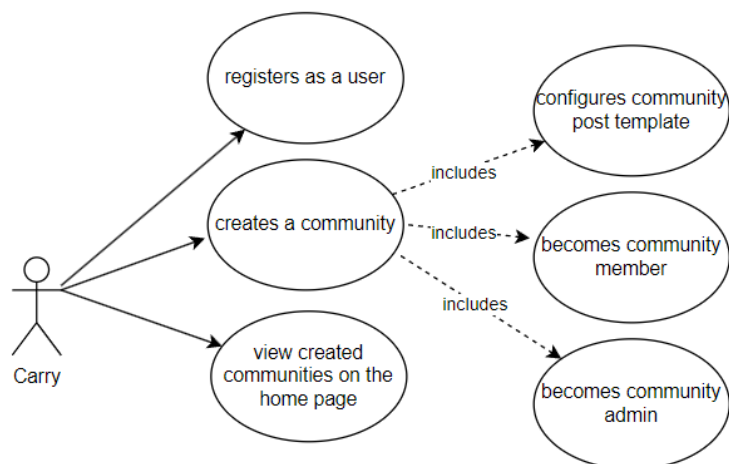 registers as a user
configures community
post template
includes
creates a community
includes
becomes community
member
includes
Carry
view created
communities on the
home page
becomes community
admin